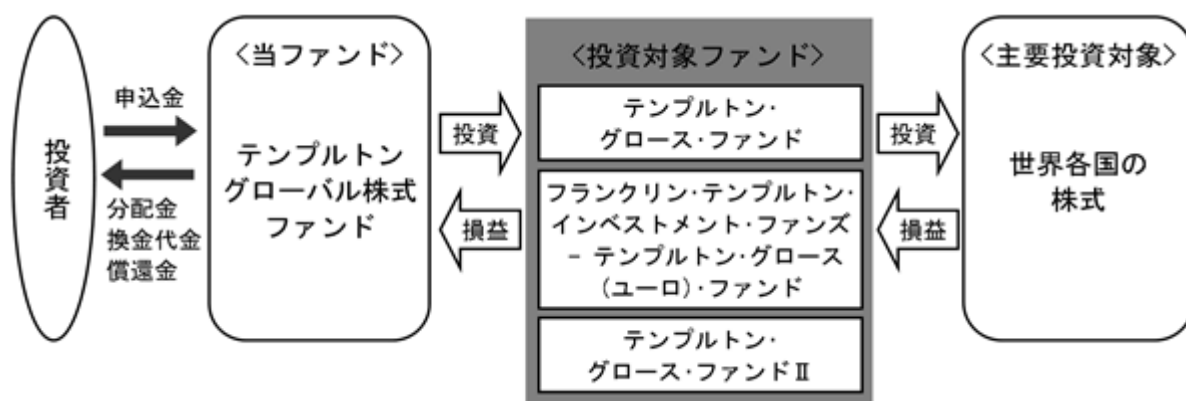 投資者
申込金
分配金
換金代金
償還金
〈当ファンド〉
テンプルトン
グローバル株式
ファンド
投資
損益
〈投資対象ファンド〉
テンプルトン・
グロース・ファンド
フランクリン・テンプルトン・
インベストメント・ファンズ
－ テンプルトン・グロース
(ユーロ)・ファンド
テンプルトン・
グロース・ファンドⅡ
投資
損益
〈主要投資対象〉
世界各国の
株式